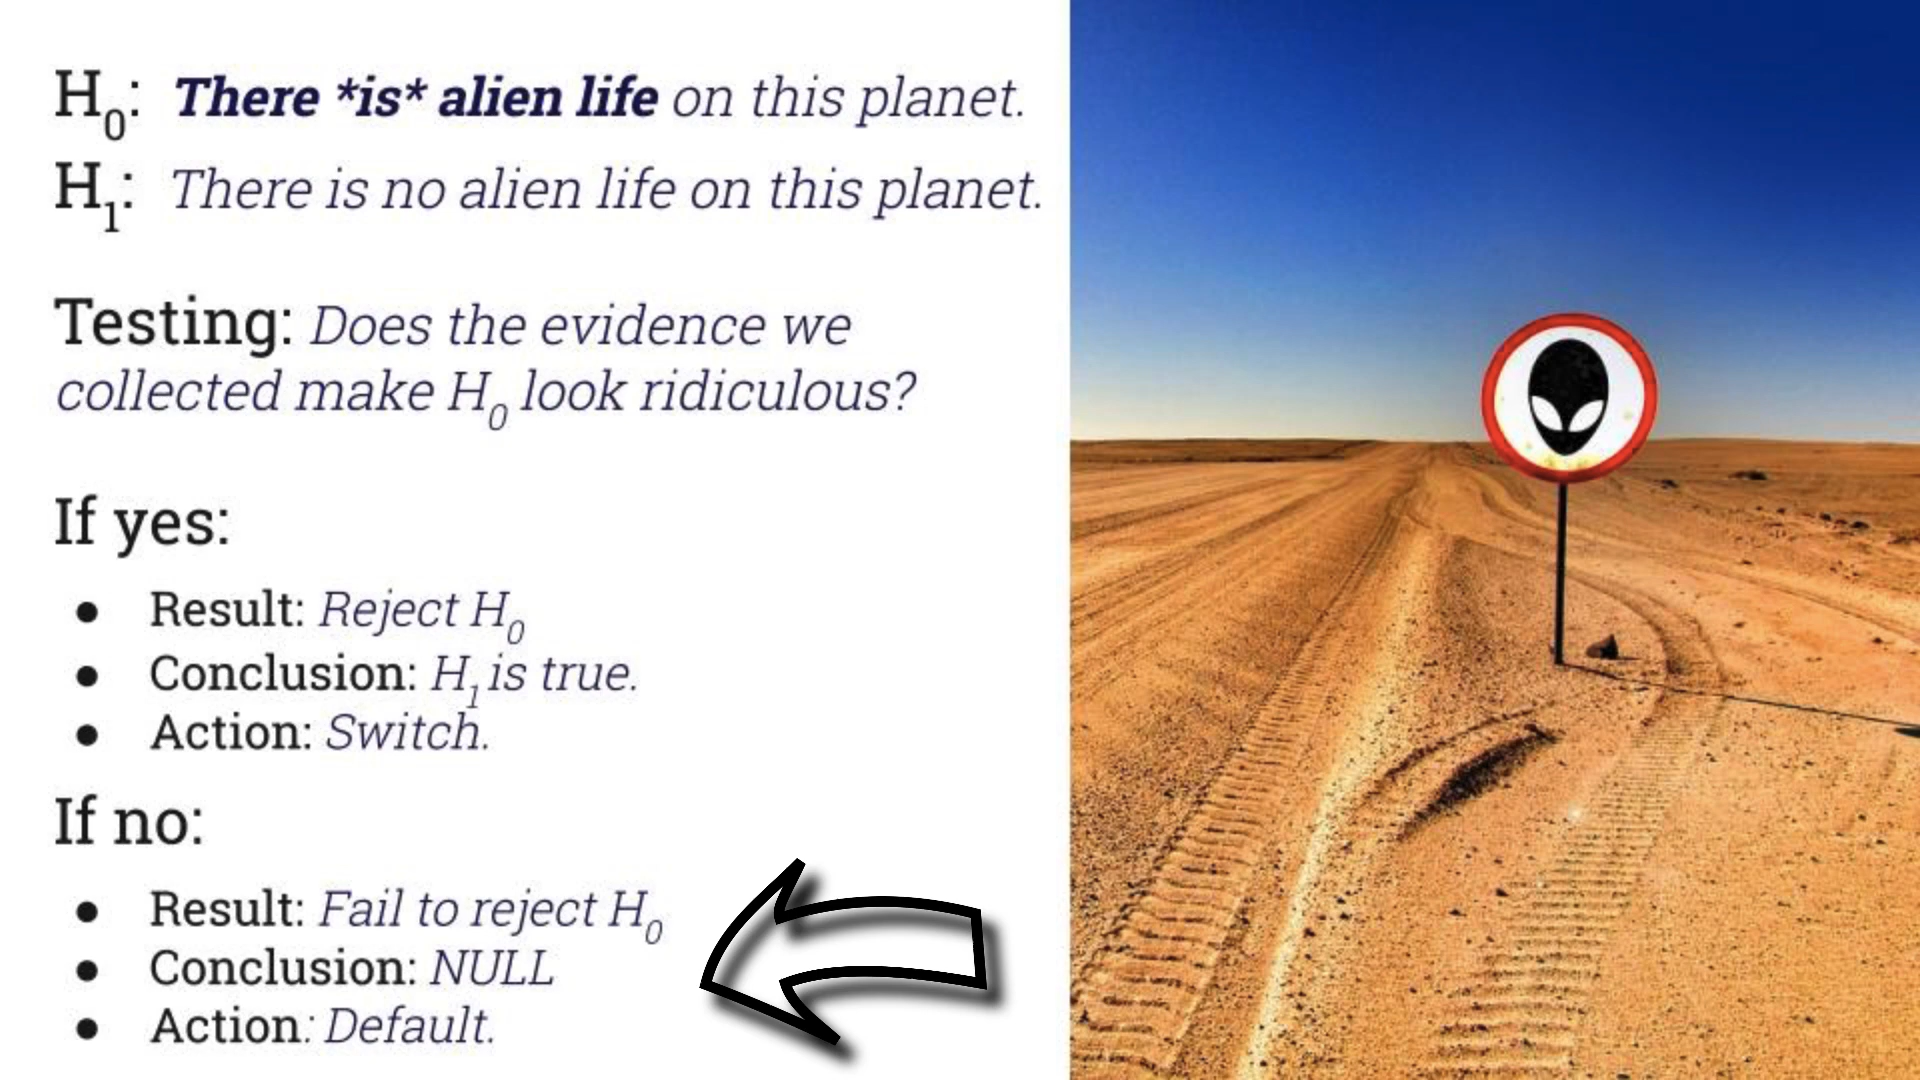 H0: There *is* alien life on this planet.
H1: There is no alien life on this planet.
Testing: Does the evidence we
collected make H0 look ridiculous?
If yes:
● Result: Reject H0
● Conclusion: H1 is true.
● Action: Switch.
If no:
● Result: Fail to reject H0
● Conclusion: NULL
● Action: Default.